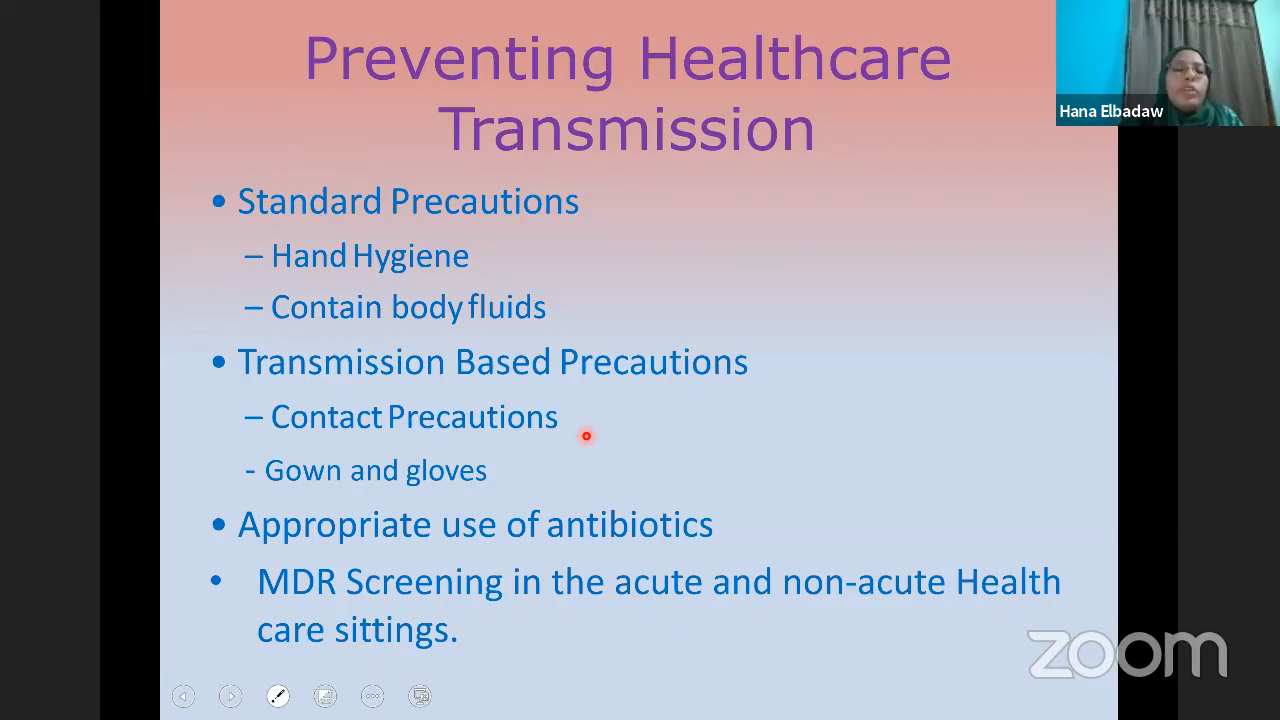 Preventing Healthcare
Transmission
Hana Elbadaw
• Standard Precautions
– Hand Hygiene
– Contain body fluids
• Transmission Based Precautions
– Contact Precautions
- Gown and gloves
• Appropriate use of antibiotics
• MDR Screening in the acute and non-acute Health
care sittings.
zoom